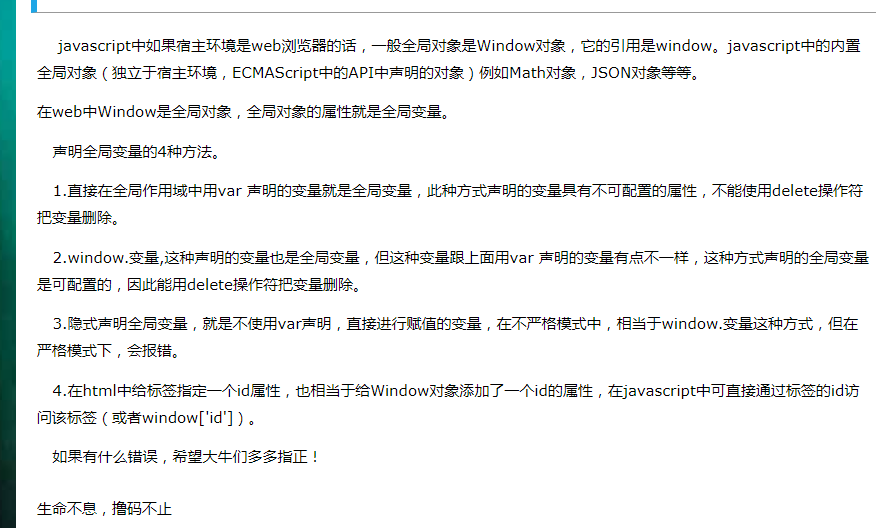 javascript中如果宿主环境是web浏览器的话，一般全局对象是Window对象，它的引用是window。javascript中的内置
全局对象（独立于宿主环境，ECMAScript中的API中声明的对象）例如Math对象，JSON对象等等。
在web中Window是全局对象，全局对象的属性就是全局变量。
声明全局变量的4种方法。
1.直接在全局作用域中用var 声明的变量就是全局变量，此种方式声明的变量具有不可配置的属性，不能使用delete操作符
把变量删除。
2.window.变量,这种声明的变量也是全局变量，但这种变量跟上面用var 声明的变量有点不一样，这种方式声明的全局变量
是可配置的，因此能用delete操作符把变量删除。
3.隐式声明全局变量，就是不使用var声明，直接进行赋值的变量，在不严格模式中，相当于window.变量这种方式，但在
严格模式下，会报错。
4.在html中给标签指定一个id属性，也相当于给Window对象添加了一个id的属性，在javascript中可直接通过标签的id访
问该标签（或者window['id']）。
如果有什么错误，希望大牛们多多指正！
生命不息，撸码不止